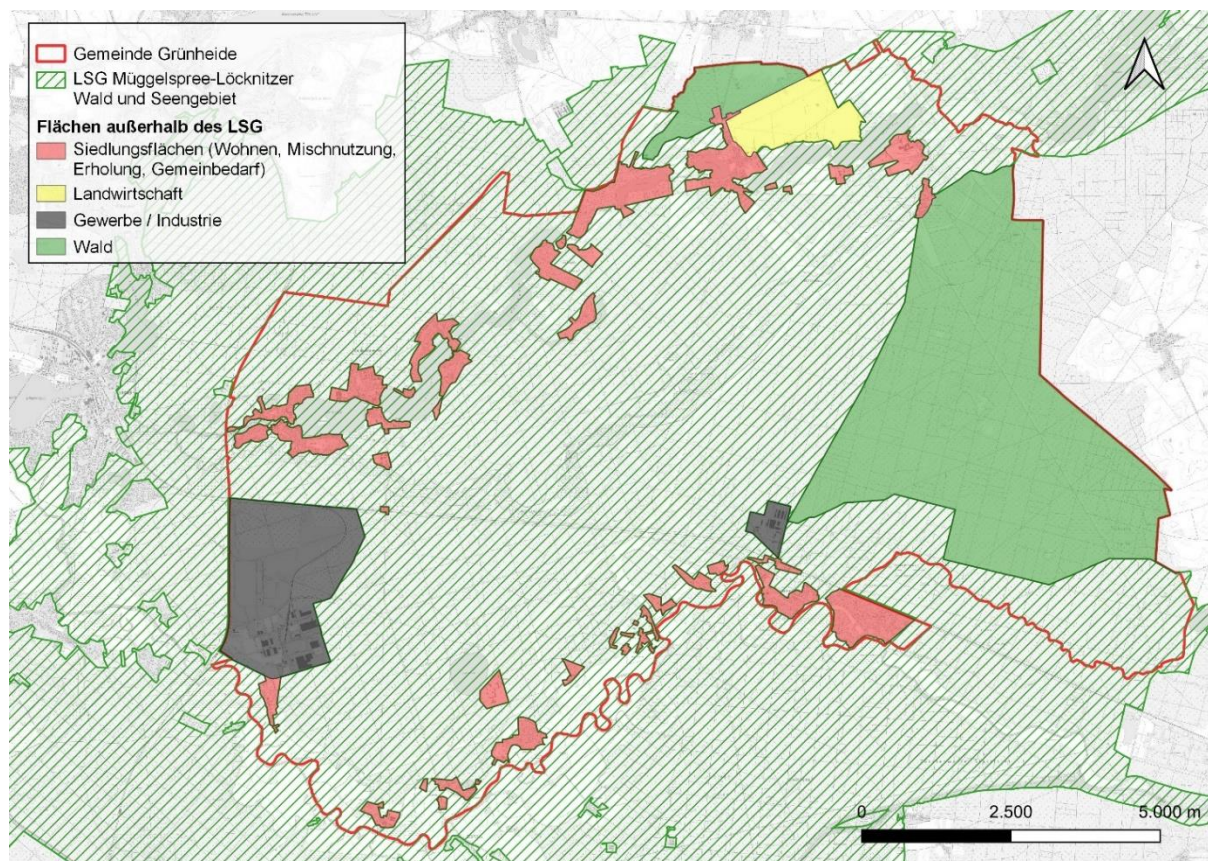 Gemeinde Grünheide
LSG Müggelspree-Löcknitzer
Wald und Seengebiet
Flächen außerhalb des LSG
Siedlungsflächen (Wohnen, Mischnutzung,
Erholung, Gemeinbedarf)
Landwirtschaft
Gewerbe / Industrie
Wald
0 2.500 5.000 m